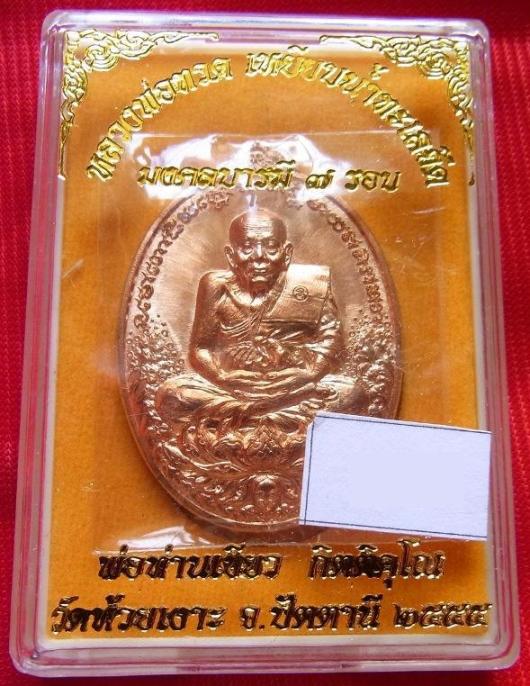 หลวงพ่อทวด เหยียบน้ำทะเลจืด
มงคลบารมี ๗ รอบ
พ่อท่านเขียว กิตติคุโณ
วัดห้วยเงาะ จ.ปัตตานี ๒๕๕๕